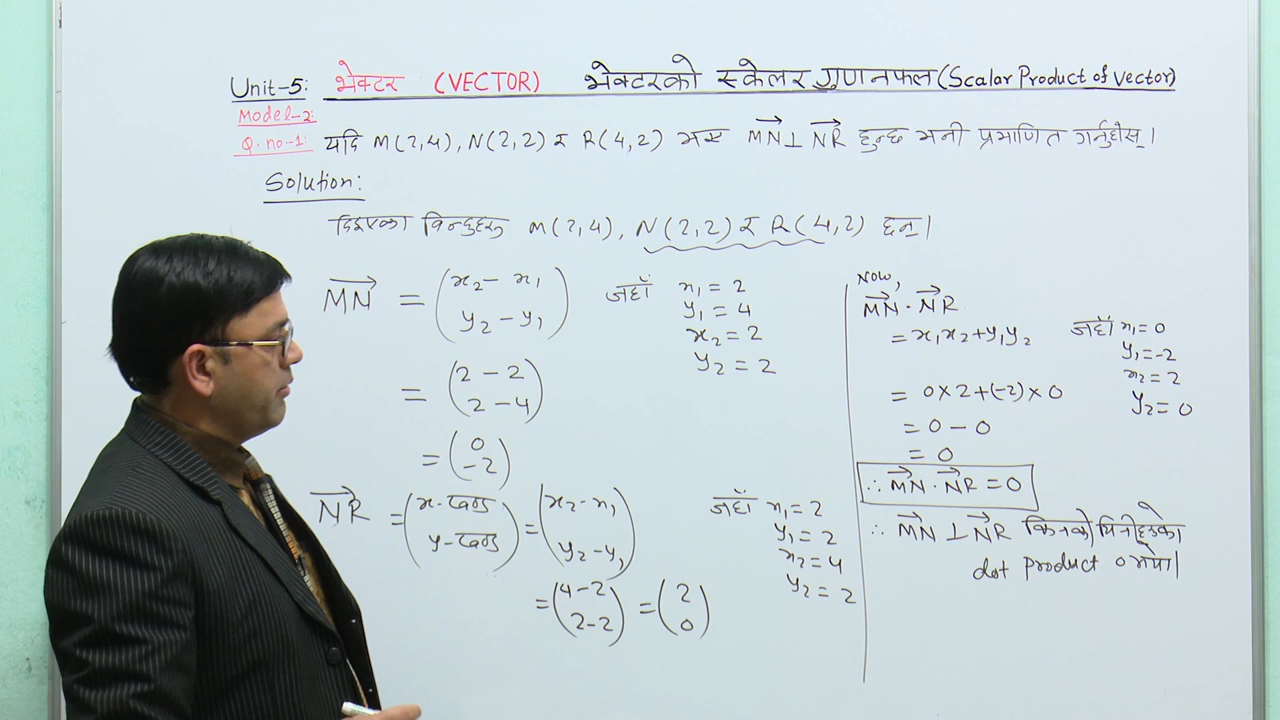 Unit-5: भेक्टर (VECTOR) भेक्टरको स्केलर गुणनफल (Scalar Product of Vector)
Model-2:
Q.no-1: यदि M(2,4), N(2,2) र R(4,2) भए MN⃗ ⊥ NR⃗ हुन्छ भनी प्रमाणित गर्नुहोस्।
Solution:
दिइएका विन्दुहरू M(2,4), N(2,2) र R(4,2) छन्।
MN⃗ = (x₂ - x₁
y₂ - y₁)
जहाँ x₁ = 2
y₁ = 4
x₂ = 2
y₂ = 2
= (2 - 2
2 - 4)
= (0
-2)
NR⃗ = (x-खण्ड
y-खण्ड) = (x₂ - x₁
y₂ - y₁)
जहाँ x₁ = 2
y₁ = 2
x₂ = 4
y₂ = 2
= (4 - 2
2 - 2) = (2
0)
Now,
MN⃗ · NR⃗
= x₁x₂ + y₁y₂
जहाँ x₁ = 0
y₁ = -2
x₂ = 2
y₂ = 0
= 0 × 2 + (-2) × 0
= 0 - 0
= 0
∴ MN⃗ · NR⃗ = 0
∴ MN⃗ ⊥ NR⃗ किनकी यिनीहरूको
dot product 0 भयो।